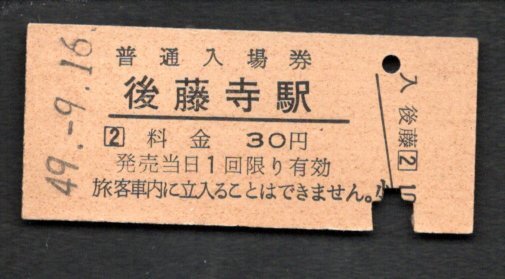 49.-9.16
普通入場券
後藤寺駅
2 料金 30円
発売当日1回限り有効
旅客車内に立入ることはできません。
入 後藤 2